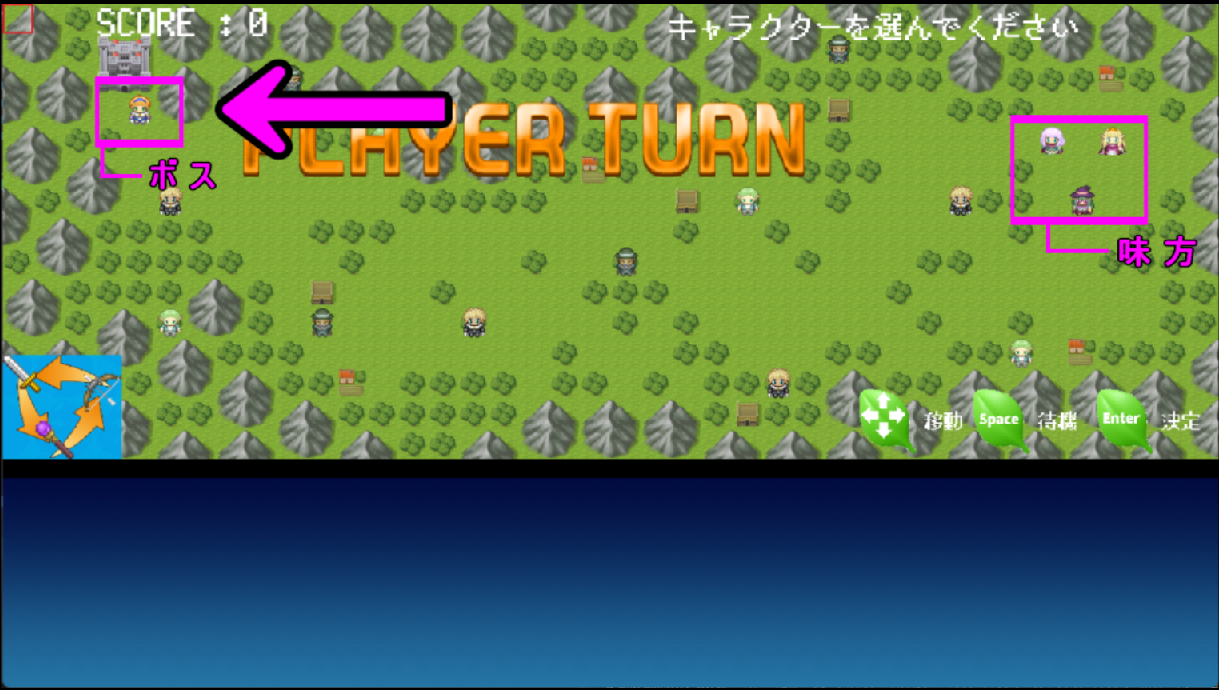 SCORE : 0
キャラクターを選んでください
PLAYER TURN
ボス
味方
移動
Space
待機
Enter
決定